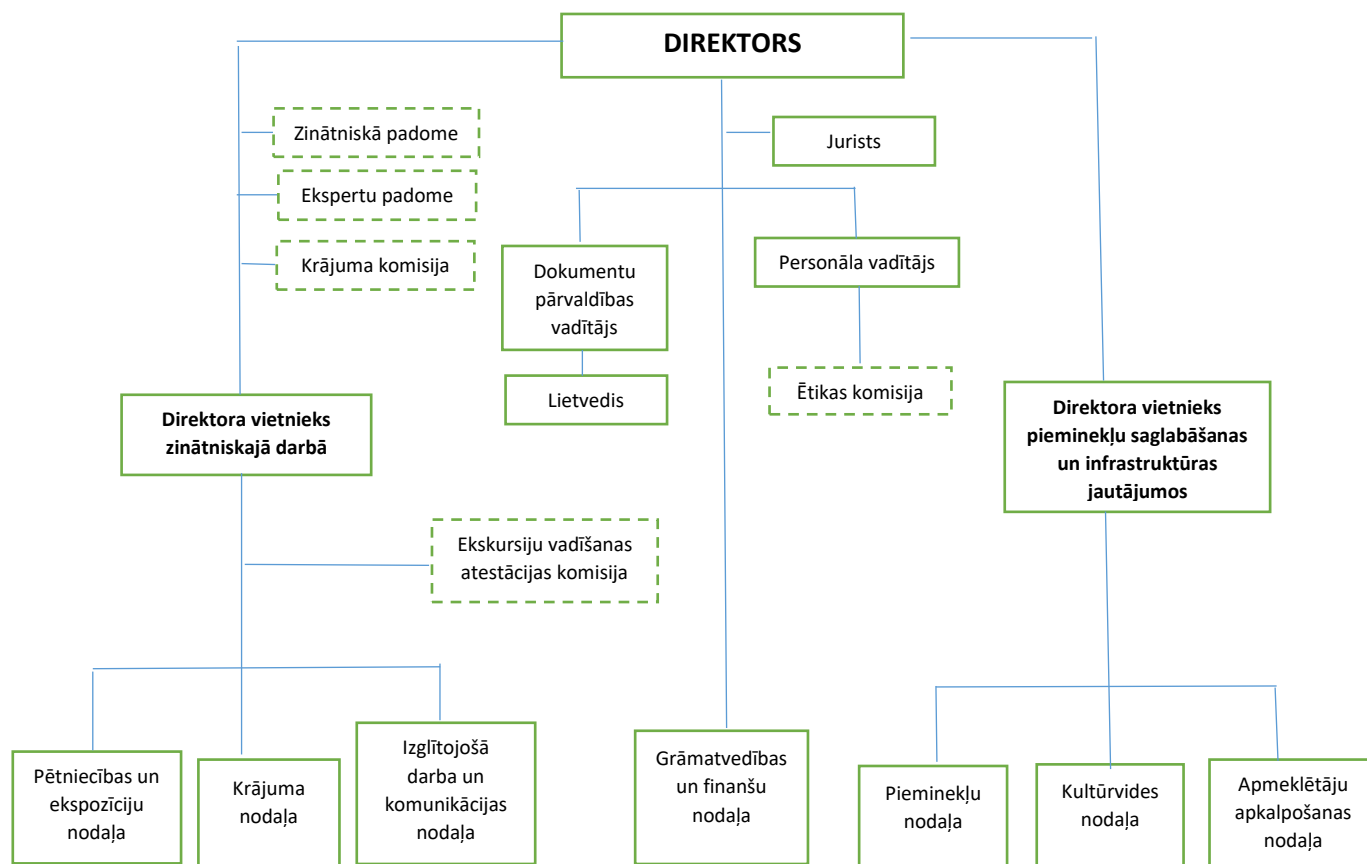 DIREKTORS
Zinātniskā padome
Jurists
Ekspertu padome
Krājuma komisija
Dokumentu
pārvaldības
vadītājs
Personāla vadītājs
Lietvedis
Ētikas komisija
Direktora vietnieks
zinātniskajā darbā
Direktora vietnieks
pieminekļu saglabāšanas
un infrastruktūras
jautājumos
Ekskursiju vadīšanas
atestācijas komisija
Pētniecības un
ekspozīciju
nodaļa
Krājuma
nodaļa
Izglītojošā
darba un
komunikācijas
nodaļa
Grāmatvedības
un finanšu
nodaļa
Pieminekļu
nodaļa
Kultūrvides
nodaļa
Apmeklētāju
apkalpošanas
nodaļa